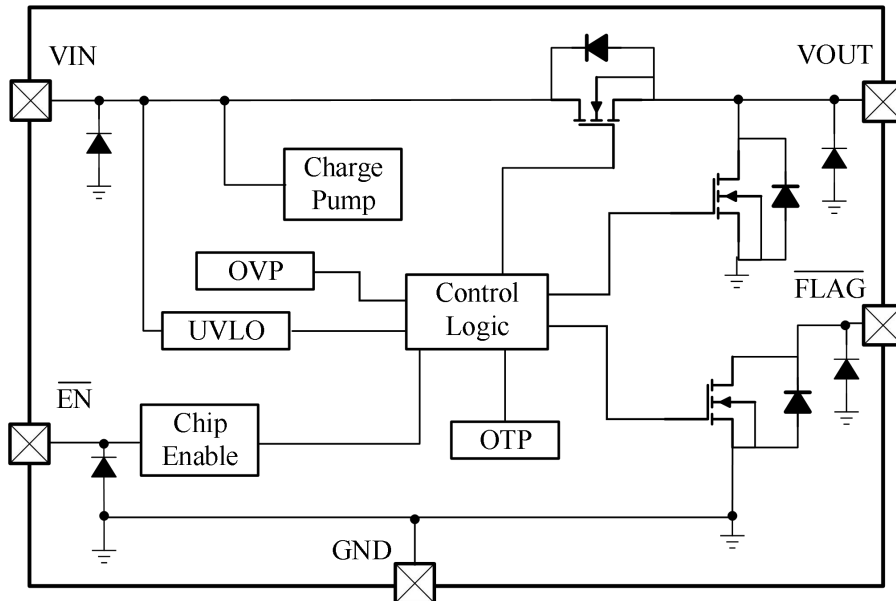 VIN
VOUT
Charge
Pump
OVP
Control
Logic
FLAG
UVLO
EN
Chip
Enable
OTP
GND